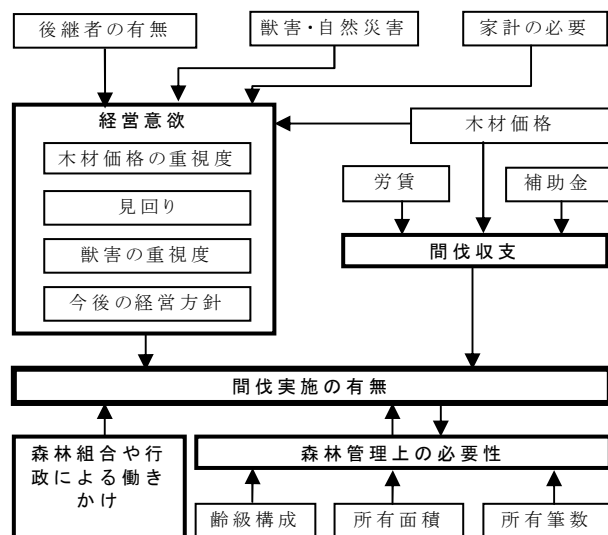 後継者の有無
獣害・自然災害
家計の必要
経営意欲
木材価格の重視度
見回り
獣害の重視度
今後の経営方針
木材価格
労賃
補助金
間伐収支
間伐実施の有無
森林組合や行
政による働き
かけ
森林管理上の必要性
齢級構成
所有面積
所有筆数